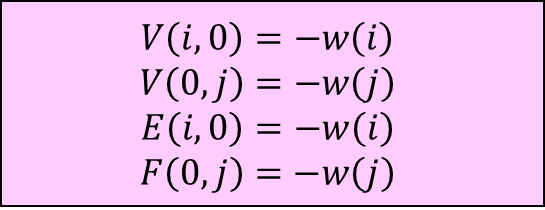 V(i, 0) = −w(i)
V(0, j) = −w(j)
E(i, 0) = −w(i)
F(0, j) = −w(j)